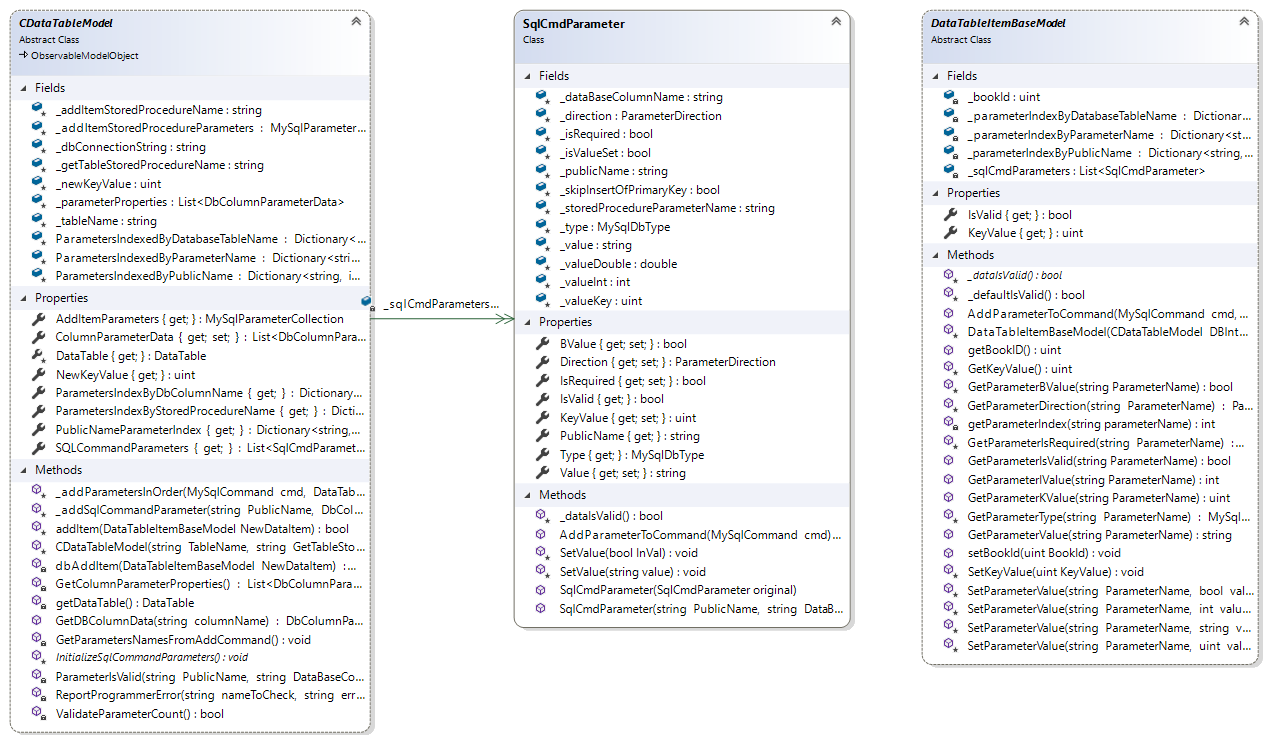 CDataTableModel
Abstract Class
ObservableModelObject
Fields
_addItemStoredProcedureName : string
_addItemStoredProcedureParameters : MySqlParameter...
_dbConnectionString : string
_getTableStoredProcedureName : string
_newKeyValue : uint
_parameterProperties : List<DbColumnParameterData>
_tableName : string
ParametersIndexedByDatabaseTableName : Dictionary<...
ParametersIndexedByParameterName : Dictionary<stri...
ParametersIndexedByPublicName : Dictionary<string, i...
Properties
AddItemParameters { get; } : MySqlParameterCollection
ColumnParameterData { get; set; } : List<DbColumnPara...
DataTable { get; } : DataTable
NewKeyValue { get; } : uint
ParametersIndexByDbColumnName { get; } : Dictionary...
ParametersIndexByStoredProcedureName { get; } : Dicti...
PublicNameParameterIndex { get; } : Dictionary<string,...
SQLCommandParameters { get; } : List<SqlCmdParamet...
Methods
_addParametersInOrder(MySqlCommand cmd, DataTab...
_addSqlCommandParameter(string PublicName, DbCol...
addItem(DataTableItemBaseModel NewDataItem) : bool
CDataTableModel(string TableName, string GetTableSto...
dbAddItem(DataTableItemBaseModel NewDataItem) :...
GetColumnParameterProperties() : List<DbColumnPara...
getDataTable() : DataTable
GetDBColumnData(string columnName) : DbColumnPa...
GetParametersNamesFromAddCommand() : void
InitializeSqlCommandParameters() : void
ParameterIsValid(string PublicName, string DataBaseCo...
ReportProgrammerError(string nameToCheck, string err...
ValidateParameterCount() : bool
_sqlCmdParameters...
SqlCmdParameter
Class
Fields
_dataBaseColumnName : string
_direction : ParameterDirection
_isRequired : bool
_isValueSet : bool
_publicName : string
_skipInsertOfPrimaryKey : bool
_storedProcedureParameterName : string
_type : MySqlDbType
_value : string
_valueDouble : double
_valueInt : int
_valueKey : uint
Properties
BValue { get; set; } : bool
Direction { get; set; } : ParameterDirection
IsRequired { get; set; } : bool
IsValid { get; } : bool
KeyValue { get; set; } : uint
PublicName { get; } : string
Type { get; } : MySqlDbType
Value { get; set; } : string
Methods
_dataIsValid() : bool
AddParameterToCommand(MySqlCommand cmd)...
SetValue(bool InVal) : void
SetValue(string value) : void
SqlCmdParameter(SqlCmdParameter original)
SqlCmdParameter(string PublicName, string DataB...
DataTableItemBaseModel
Abstract Class
Fields
_bookId : uint
_parameterIndexByDatabaseTableName : Dictionar...
_parameterIndexByParameterName : Dictionary<st...
_parameterIndexByPublicName : Dictionary<string,...
_sqlCmdParameters : List<SqlCmdParameter>
Properties
IsValid { get; } : bool
KeyValue { get; } : uint
Methods
_dataIsValid() : bool
_defaultIsValid() : bool
AddParameterToCommand(MySqlCommand cmd,...
DataTableItemBaseModel(CDataTableModel DBInt...
getBookID() : uint
GetKeyValue() : uint
GetParameterBValue(string ParameterName) : bool
GetParameterDirection(string ParameterName) : Pa...
getParameterIndex(string parameterName) : int
GetParameterIsRequired(string ParameterName) :...
GetParameterIsValid(string ParameterName) : bool
GetParameterIValue(string ParameterName) : int
GetParameterKValue(string ParameterName) : uint
GetParameterType(string ParameterName) : MySql...
GetParameterValue(string ParameterName) : string
setBookId(uint BookId) : void
SetKeyValue(uint KeyValue) : void
SetParameterValue(string ParameterName, bool val...
SetParameterValue(string ParameterName, int valu...
SetParameterValue(string ParameterName, string v...
SetParameterValue(string ParameterName, uint val...